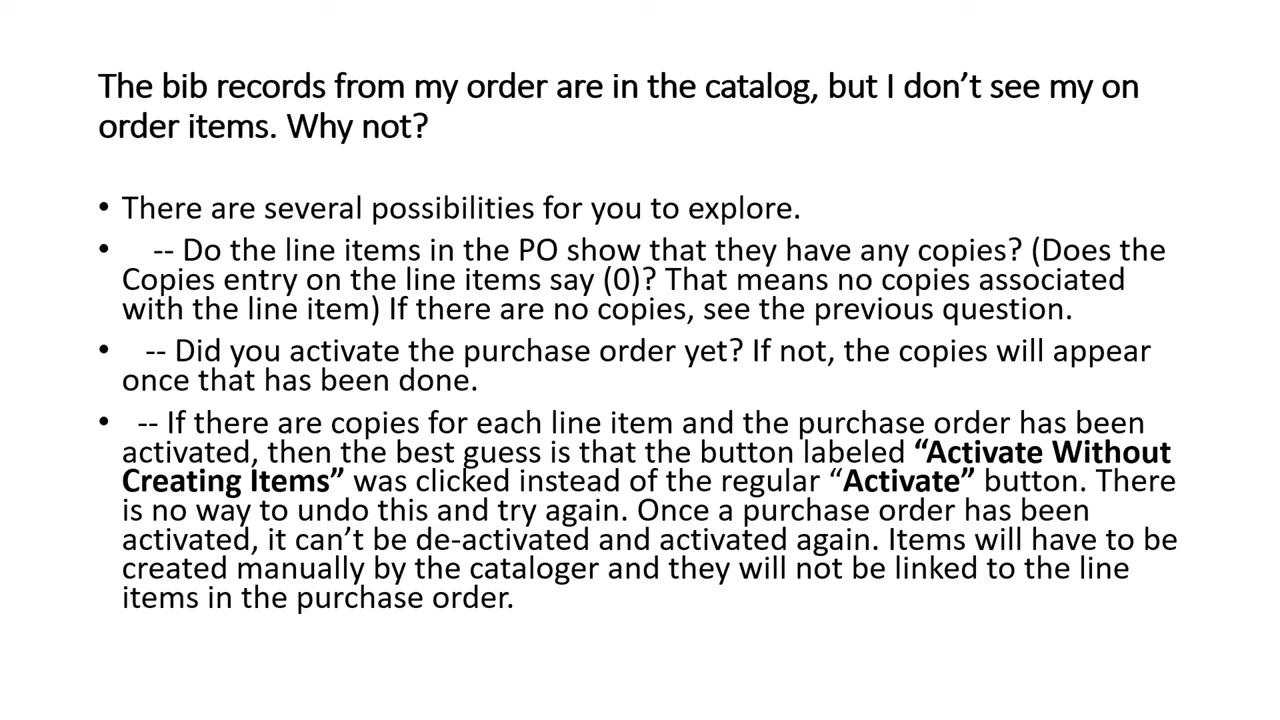 The bib records from my order are in the catalog, but I don’t see my on
order items. Why not?
• There are several possibilities for you to explore.
• -- Do the line items in the PO show that they have any copies? (Does the
Copies entry on the line items say (0)? That means no copies associated
with the line item) If there are no copies, see the previous question.
• -- Did you activate the purchase order yet? If not, the copies will appear
once that has been done.
• -- If there are copies for each line item and the purchase order has been
activated, then the best guess is that the button labeled “Activate Without
Creating Items” was clicked instead of the regular “Activate” button. There
is no way to undo this and try again. Once a purchase order has been
activated, it can’t be de-activated and activated again. Items will have to be
created manually by the cataloger and they will not be linked to the line
items in the purchase order.